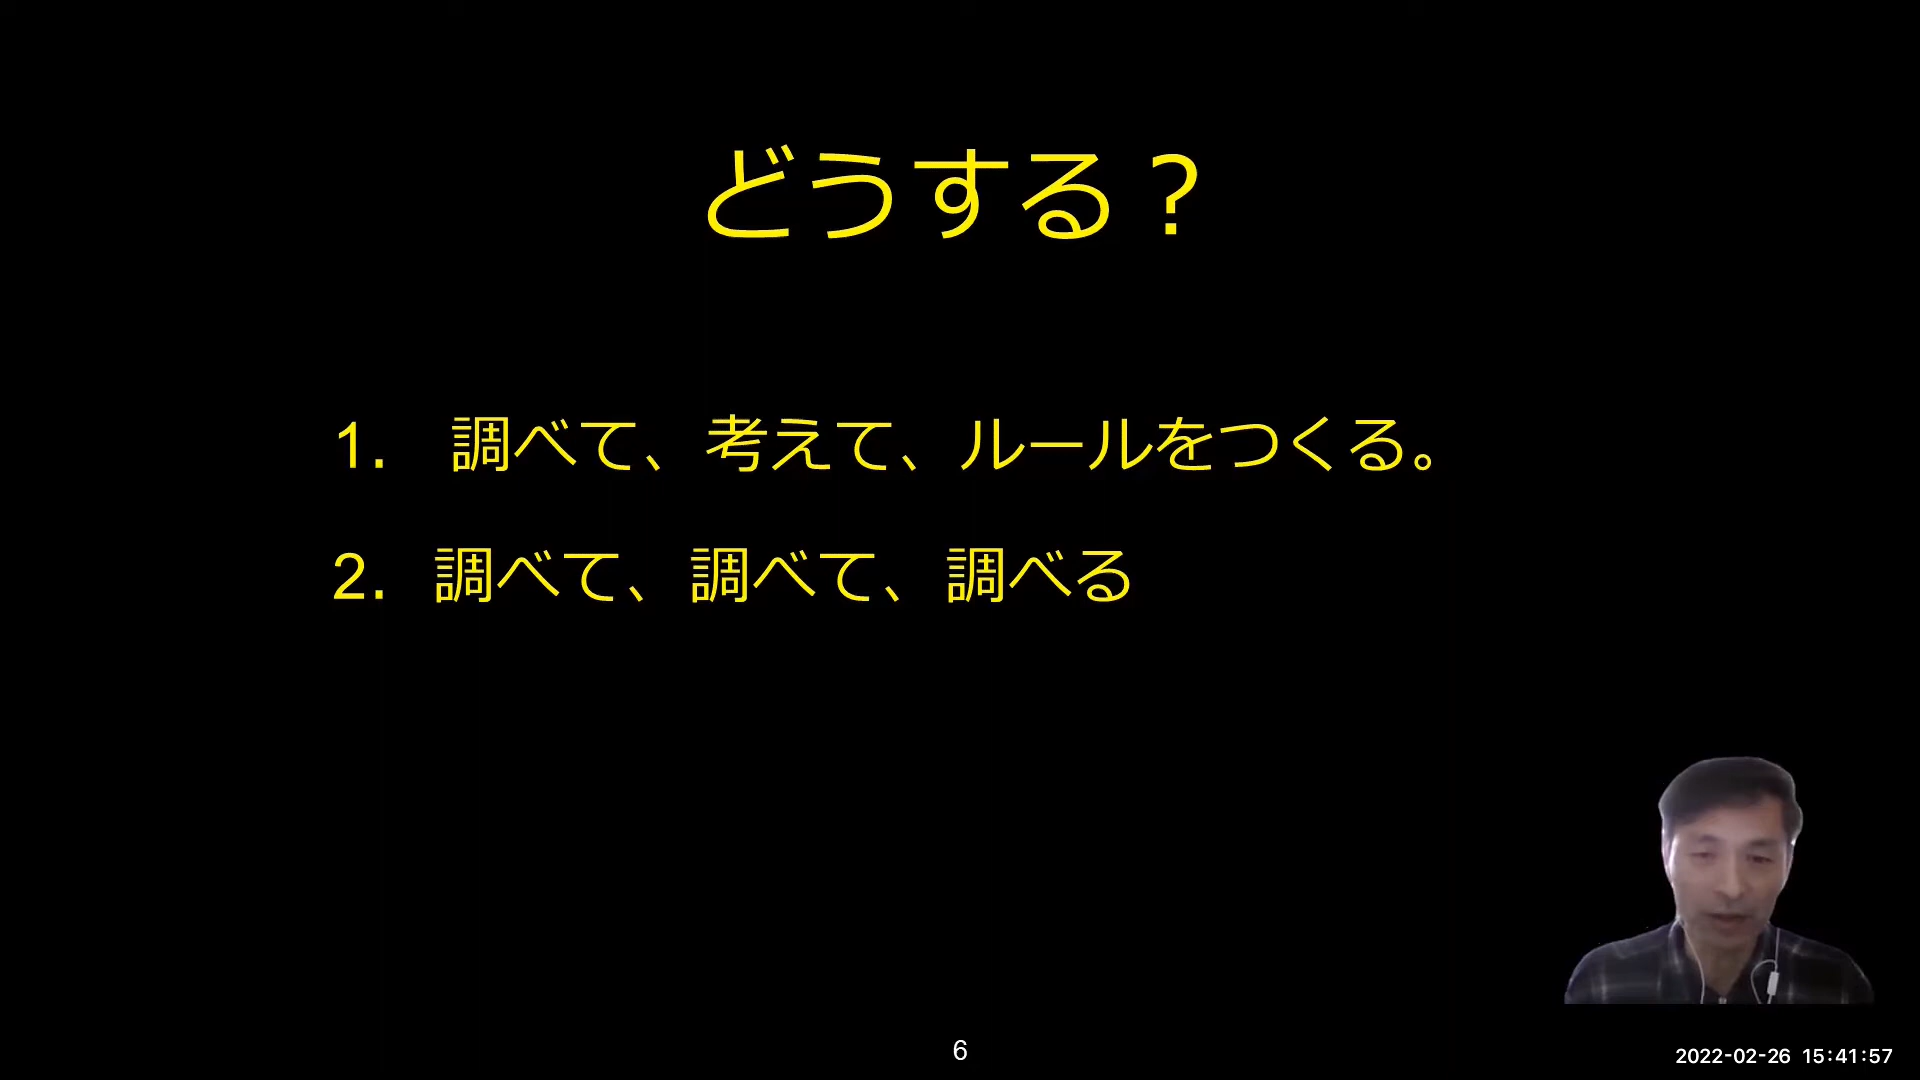 どうする？
1. 調べて、考えて、ルールをつくる。
2. 調べて、調べて、調べる
6
2022-02-26 15:41:57